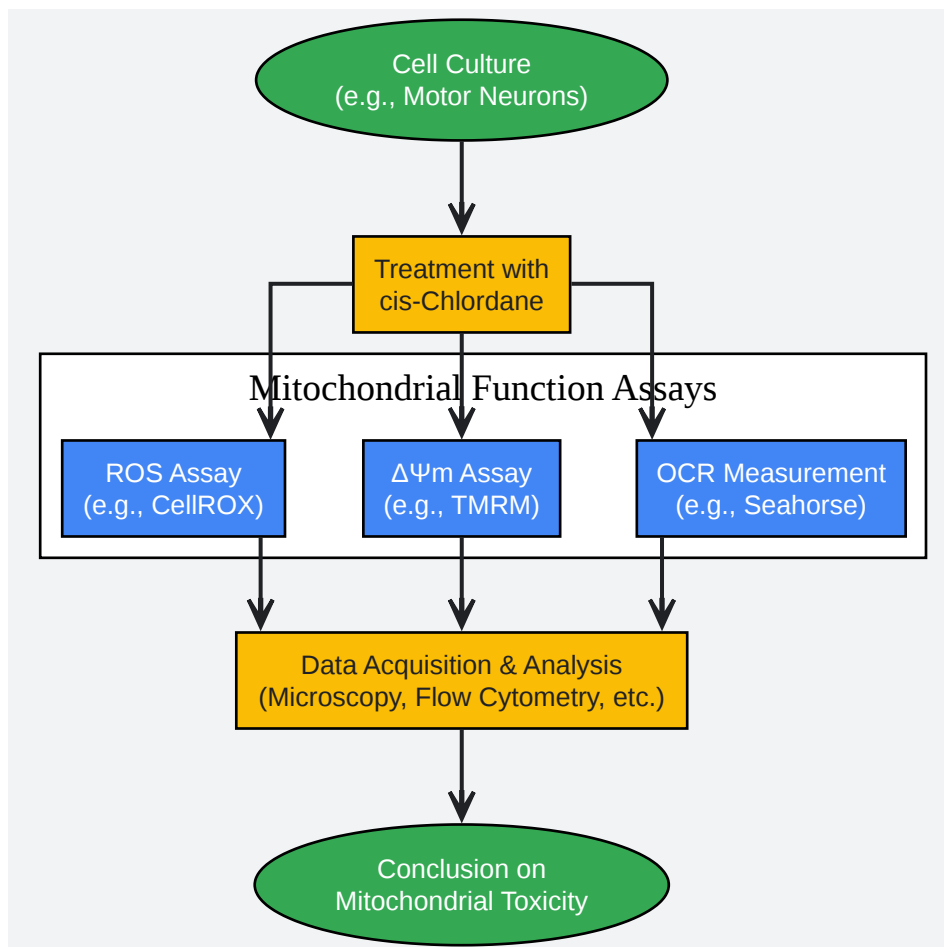 Cell Culture
(e.g., Motor Neurons)
Treatment with
cis-Chlordane
Mitochondrial Function Assays
ROS Assay
(e.g., CellROX)
ΔΨm Assay
(e.g., TMRM)
OCR Measurement
(e.g., Seahorse)
Data Acquisition & Analysis
(Microscopy, Flow Cytometry, etc.)
Conclusion on
Mitochondrial Toxicity